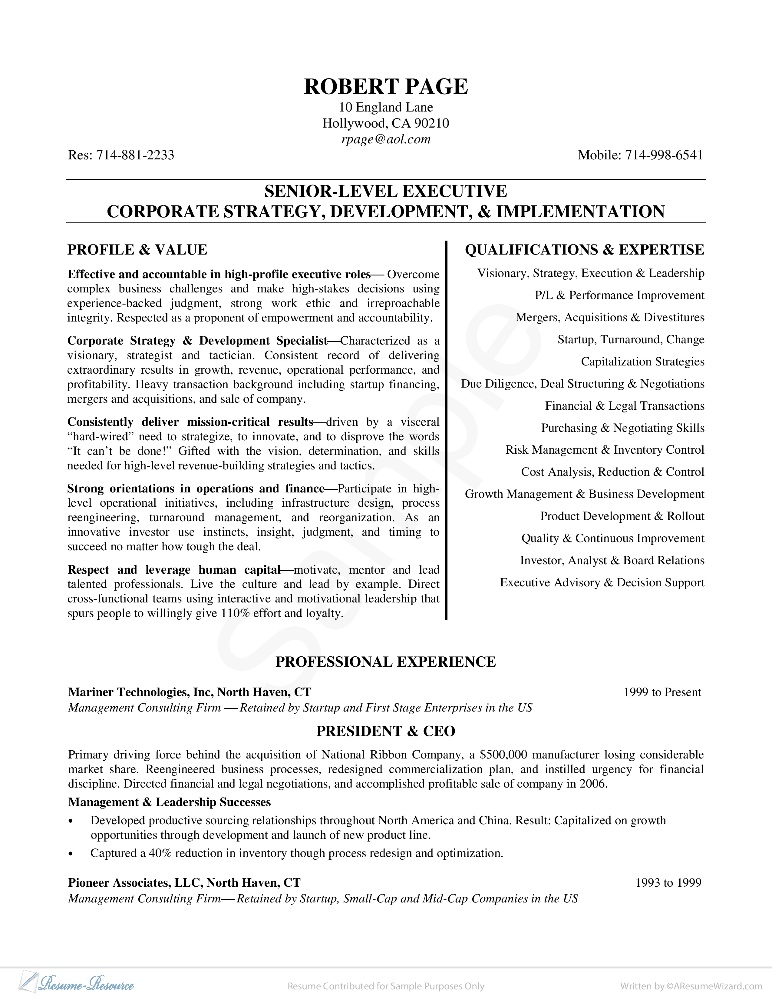 ROBERT PAGE
10 England Lane
Hollywood, CA 90210
rpage@aol.com
Res: 714-881-2233
Mobile: 714-998-6541
SENIOR-LEVEL EXECUTIVE
CORPORATE STRATEGY, DEVELOPMENT, & IMPLEMENTATION
PROFILE & VALUE
Effective and accountable in high-profile executive roles— Overcome
complex business challenges and make high-stakes decisions using
experience-backed judgment, strong work ethic and irreproachable
integrity. Respected as a proponent of empowerment and accountability.
Corporate Strategy & Development Specialist—Characterized as a
visionary, strategist and tactician. Consistent record of delivering
extraordinary results in growth, revenue, operational performance, and
profitability. Heavy transaction background including startup financing,
mergers and acquisitions, and sale of company.
Consistently deliver mission-critical results—driven by a visceral
“hard-wired” need to strategize, to innovate, and to disprove the words
“It can’t be done!” Gifted with the vision, determination, and skills
needed for high-level revenue-building strategies and tactics.
Strong orientations in operations and finance—Participate in high-
level operational initiatives, including infrastructure design, process
reengineering, turnaround management, and reorganization. As an
innovative investor use instincts, insight, judgment, and timing to
succeed no matter how tough the deal.
Respect and leverage human capital—motivate, mentor and lead
talented professionals. Live the culture and lead by example. Direct
cross-functional teams using interactive and motivational leadership that
spurs people to willingly give 110% effort and loyalty.
QUALIFICATIONS & EXPERTISE
Visionary, Strategy, Execution & Leadership
P/L & Performance Improvement
Mergers, Acquisitions & Divestitures
Startup, Turnaround, Change
Capitalization Strategies
Due Diligence, Deal Structuring & Negotiations
Financial & Legal Transactions
Purchasing & Negotiating Skills
Risk Management & Inventory Control
Cost Analysis, Reduction & Control
Growth Management & Business Development
Product Development & Rollout
Quality & Continuous Improvement
Investor, Analyst & Board Relations
Executive Advisory & Decision Support
Sample
PROFESSIONAL EXPERIENCE
Mariner Technologies, Inc, North Haven, CT
1999 to Present
Management Consulting Firm —Retained by Startup and First Stage Enterprises in the US
PRESIDENT & CEO
Primary driving force behind the acquisition of National Ribbon Company, a $500,000 manufacturer losing considerable
market share. Reengineered business processes, redesigned commercialization plan, and instilled urgency for financial
discipline. Directed financial and legal negotiations, and accomplished profitable sale of company in 2006.
Management & Leadership Successes
• Developed productive sourcing relationships throughout North America and China. Result: Capitalized on growth
opportunities through development and launch of new product line.
• Captured a 40% reduction in inventory though process redesign and optimization.
Pioneer Associates, LLC, North Haven, CT
1993 to 1999
Management Consulting Firm—Retained by Startup, Small-Cap and Mid-Cap Companies in the US
Resume-Resource
Resume Contributed for Sample Purposes Only
Written by ©AResumeWizard.com